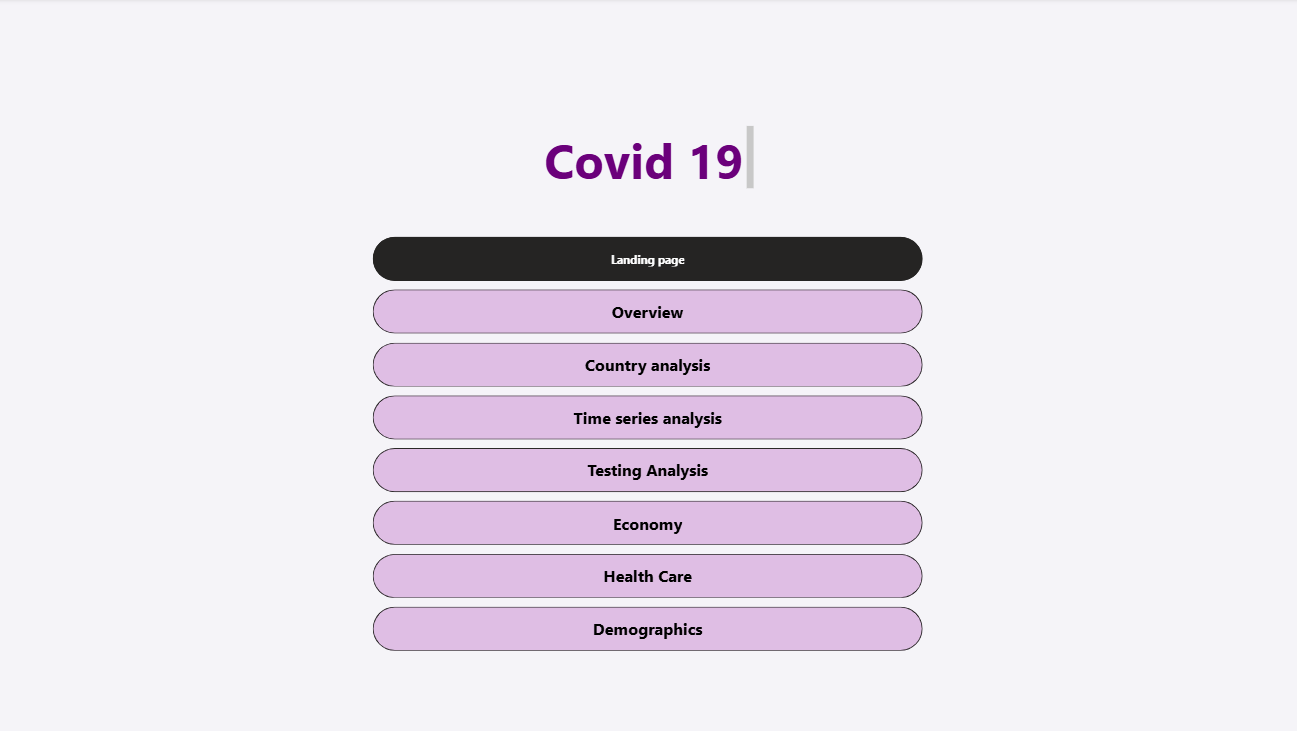 Covid 19
Landing page
Overview
Country analysis
Time series analysis
Testing Analysis
Economy
Health Care
Demographics